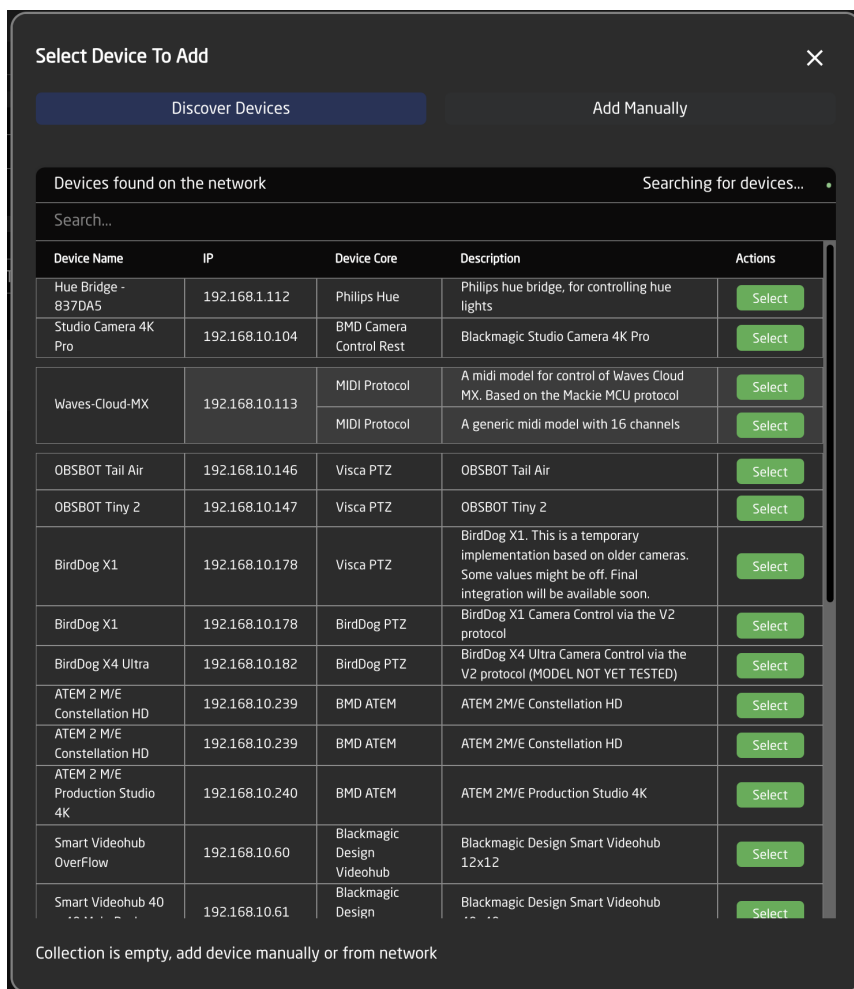 Select Device To Add
Discover Devices
Add Manually
Devices found on the network
Searching for devices...
Search...
Device Name IP Device Core Description Actions
Hue Bridge -
837DA5
192.168.1.112
Philips Hue
Philips hue bridge, for controlling hue
lights
Select
Studio Camera 4K
Pro
192.168.10.104
BMD Camera
Control Rest
Blackmagic Studio Camera 4K Pro
Select
Waves-Cloud-MX
192.168.10.113
MIDI Protocol
A midi model for control of Waves Cloud
MX. Based on the Mackie MCU protocol
Select
MIDI Protocol
A generic midi model with 16 channels
Select
OBSBOT Tail Air
192.168.10.146
Visca PTZ
OBSBOT Tail Air
Select
OBSBOT Tiny 2
192.168.10.147
Visca PTZ
OBSBOT Tiny 2
Select
BirdDog X1
192.168.10.178
Visca PTZ
BirdDog X1. This is a temporary
implementation based on older cameras.
Some values might be off. Final
integration will be available soon.
Select
BirdDog X1
192.168.10.178
BirdDog PTZ
BirdDog X1 Camera Control via the V2
protocol
Select
BirdDog X4 Ultra
192.168.10.182
BirdDog PTZ
BirdDog X4 Ultra Camera Control via the
V2 protocol (MODEL NOT YET TESTED)
Select
ATEM 2 M/E
Constellation HD
192.168.10.239
BMD ATEM
ATEM 2M/E Constellation HD
Select
ATEM 2 M/E
Constellation HD
192.168.10.239
BMD ATEM
ATEM 2M/E Constellation HD
Select
ATEM 2 M/E
Production Studio
4K
192.168.10.240
BMD ATEM
ATEM 2M/E Production Studio 4K
Select
Smart Videohub
OverFlow
192.168.10.60
Blackmagic
Design
Videohub
Blackmagic Design Smart Videohub
12x12
Select
Smart Videohub 40
192.168.10.61
Blackmagic
Design
Blackmagic Design Smart Videohub
Select
Collection is empty, add device manually or from network